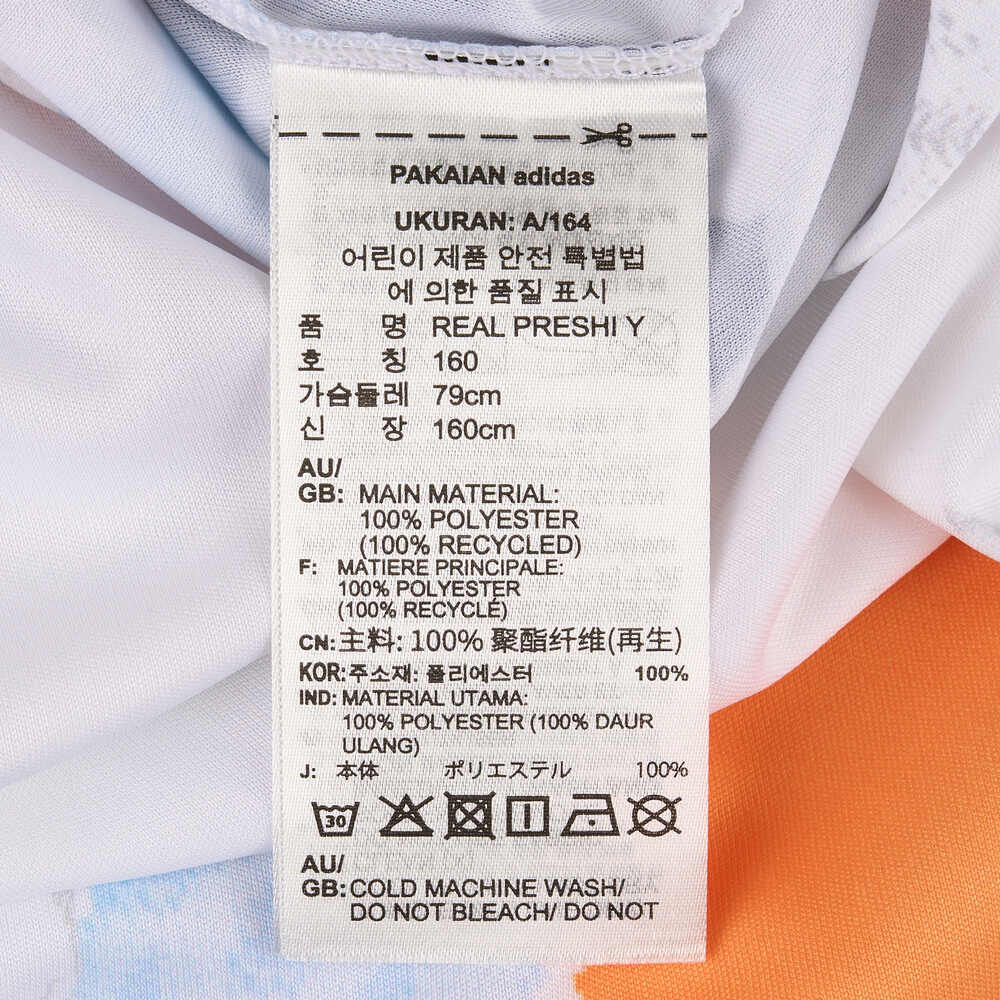 PAKAIAN adidas
UKURAN: A/164
어린이 제품 안전 특별법
에 의한 품질 표시
품 명 REAL PRESHI Y
호 칭 160
가슴둘레 79cm
신 장 160cm
AU/
GB: MAIN MATERIAL:
100% POLYESTER
(100% RECYCLED)
F: MATIERE PRINCIPALE:
100% POLYESTER
(100% RECYCLÉ)
CN: 主料: 100% 聚酯纤维(再生)
KOR: 주소재: 폴리에스터 100%
IND: MATERIAL UTAMA:
100% POLYESTER (100% DAUR
ULANG)
J: 本体 ポリエステル 100%
30
AU/
GB: COLD MACHINE WASH/
DO NOT BLEACH/ DO NOT